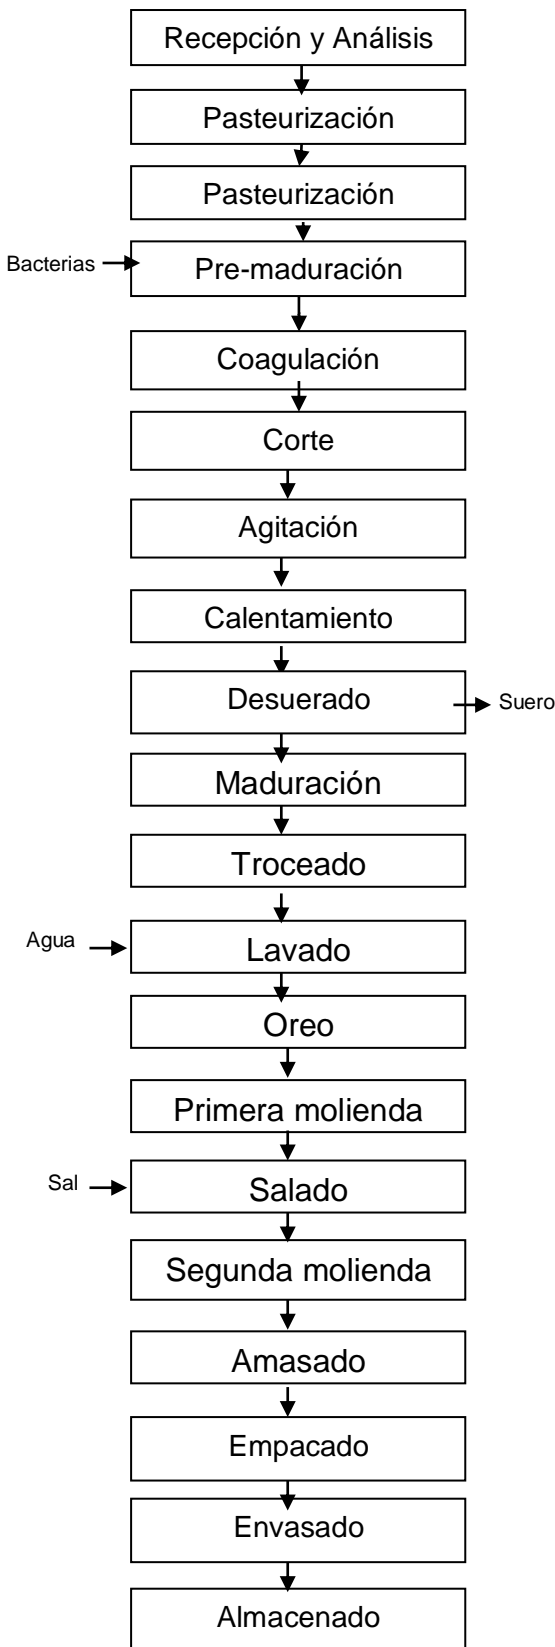 Recepción y Análisis
Pasteurización
Pasteurización
Bacterias
Pre-maduración
Coagulación
Corte
Agitación
Calentamiento
Desuerado
Suero
Maduración
Troceado
Agua
Lavado
Oreo
Primera molienda
Sal
Salado
Segunda molienda
Amasado
Empacado
Envasado
Almacenado